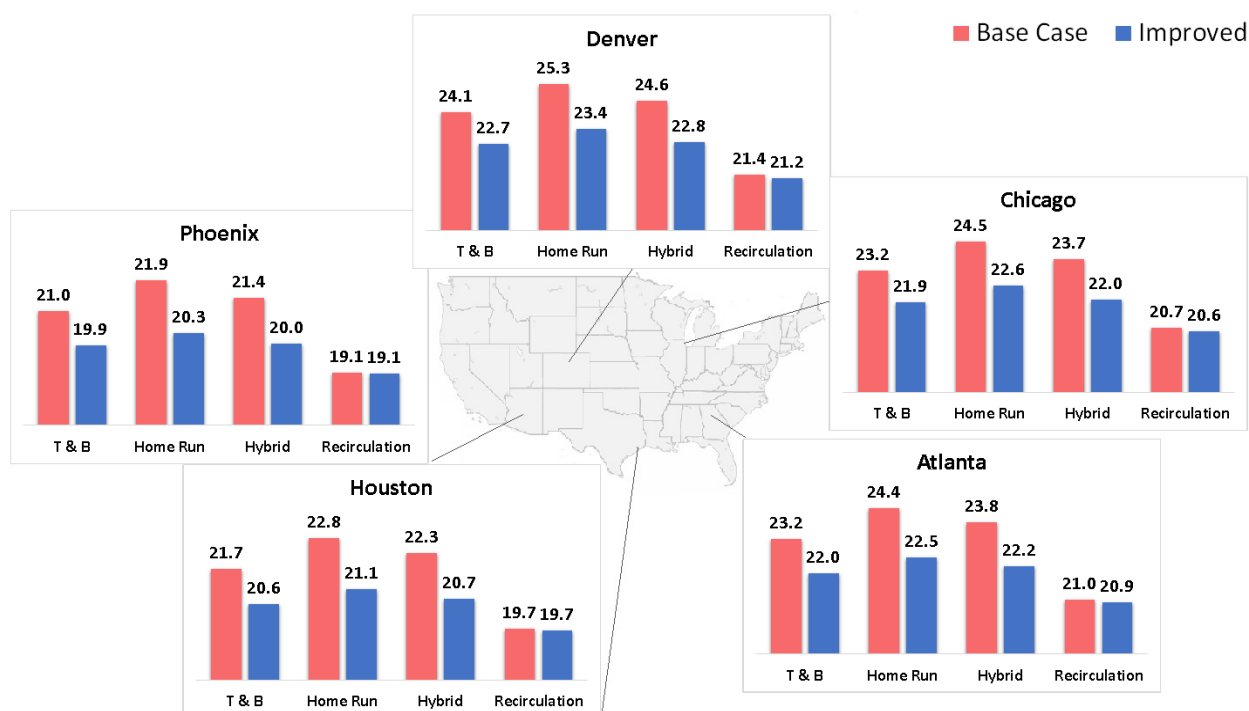 Base Case Improved
Denver
24.1 22.7 25.3 23.4 24.6 22.8 21.4 21.2
T & B Home Run Hybrid Recirculation
Phoenix
21.0 19.9 21.9 20.3 21.4 20.0 19.1 19.1
T & B Home Run Hybrid Recirculation
Chicago
23.2 21.9 24.5 22.6 23.7 22.0 20.7 20.6
T & B Home Run Hybrid Recirculation
Houston
21.7 20.6 22.8 21.1 22.3 20.7 19.7 19.7
T & B Home Run Hybrid Recirculation
Atlanta
23.2 22.0 24.4 22.5 23.8 22.2 21.0 20.9
T & B Home Run Hybrid Recirculation